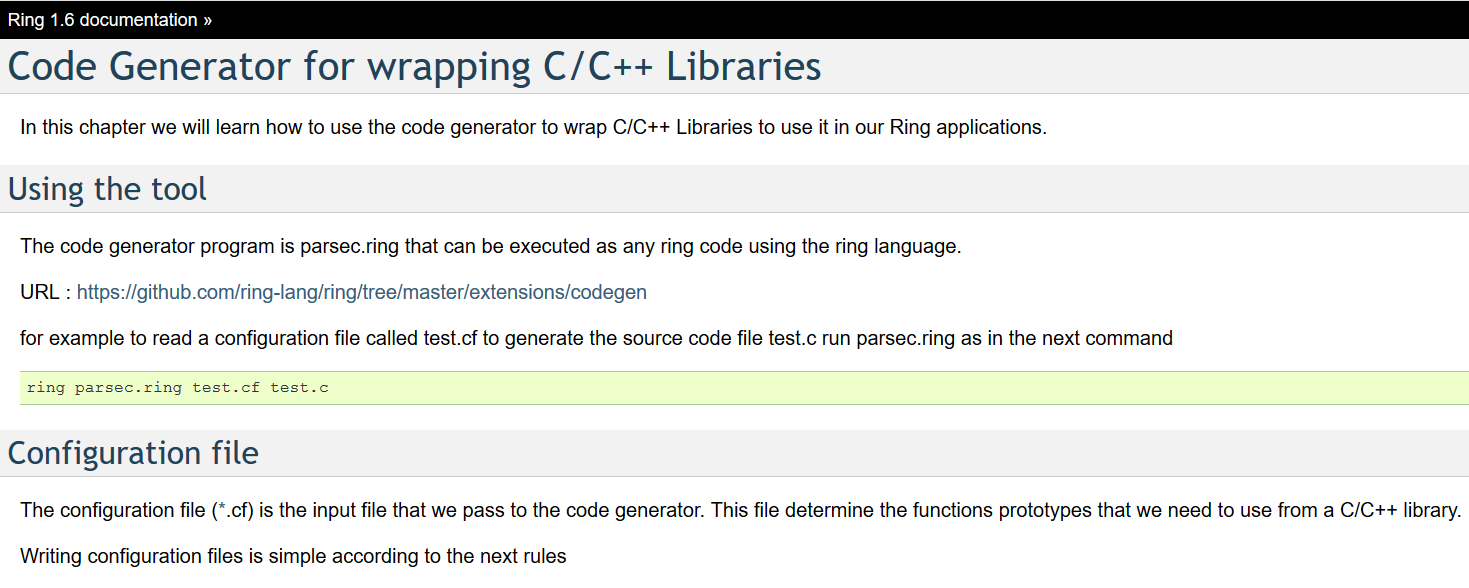 Ring 1.6 documentation »
Code Generator for wrapping C/C++ Libraries
In this chapter we will learn how to use the code generator to wrap C/C++ Libraries to use it in our Ring applications.
Using the tool
The code generator program is parsec.ring that can be executed as any ring code using the ring language.
URL : https://github.com/ring-lang/ring/tree/master/extensions/codegen
for example to read a configuration file called test.cf to generate the source code file test.c run parsec.ring as in the next command
ring parsec.ring test.cf test.c
Configuration file
The configuration file (*.cf) is the input file that we pass to the code generator. This file determine the functions prototypes that we need to use from a C/C++ library.
Writing configuration files is simple according to the next rules